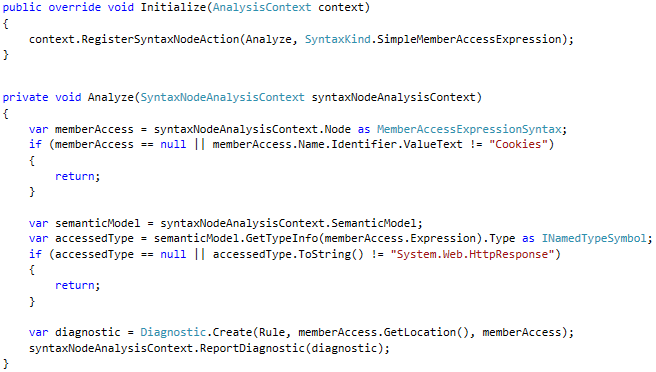 public override void Initialize(AnalysisContext context)
{
    context.RegisterSyntaxNodeAction(Analyze, SyntaxKind.SimpleMemberAccessExpression);
}

private void Analyze(SyntaxNodeAnalysisContext syntaxNodeAnalysisContext)
{
    var memberAccess = syntaxNodeAnalysisContext.Node as MemberAccessExpressionSyntax;
    if (memberAccess == null || memberAccess.Name.Identifier.ValueText != "Cookies")
    {
        return;
    }

    var semanticModel = syntaxNodeAnalysisContext.SemanticModel;
    var accessedType = semanticModel.GetTypeInfo(memberAccess.Expression).Type as INamedTypeSymbol;
    if (accessedType == null || accessedType.ToString() != "System.Web.HttpResponse")
    {
        return;
    }

    var diagnostic = Diagnostic.Create(Rule, memberAccess.GetLocation(), memberAccess);
    syntaxNodeAnalysisContext.ReportDiagnostic(diagnostic);
}